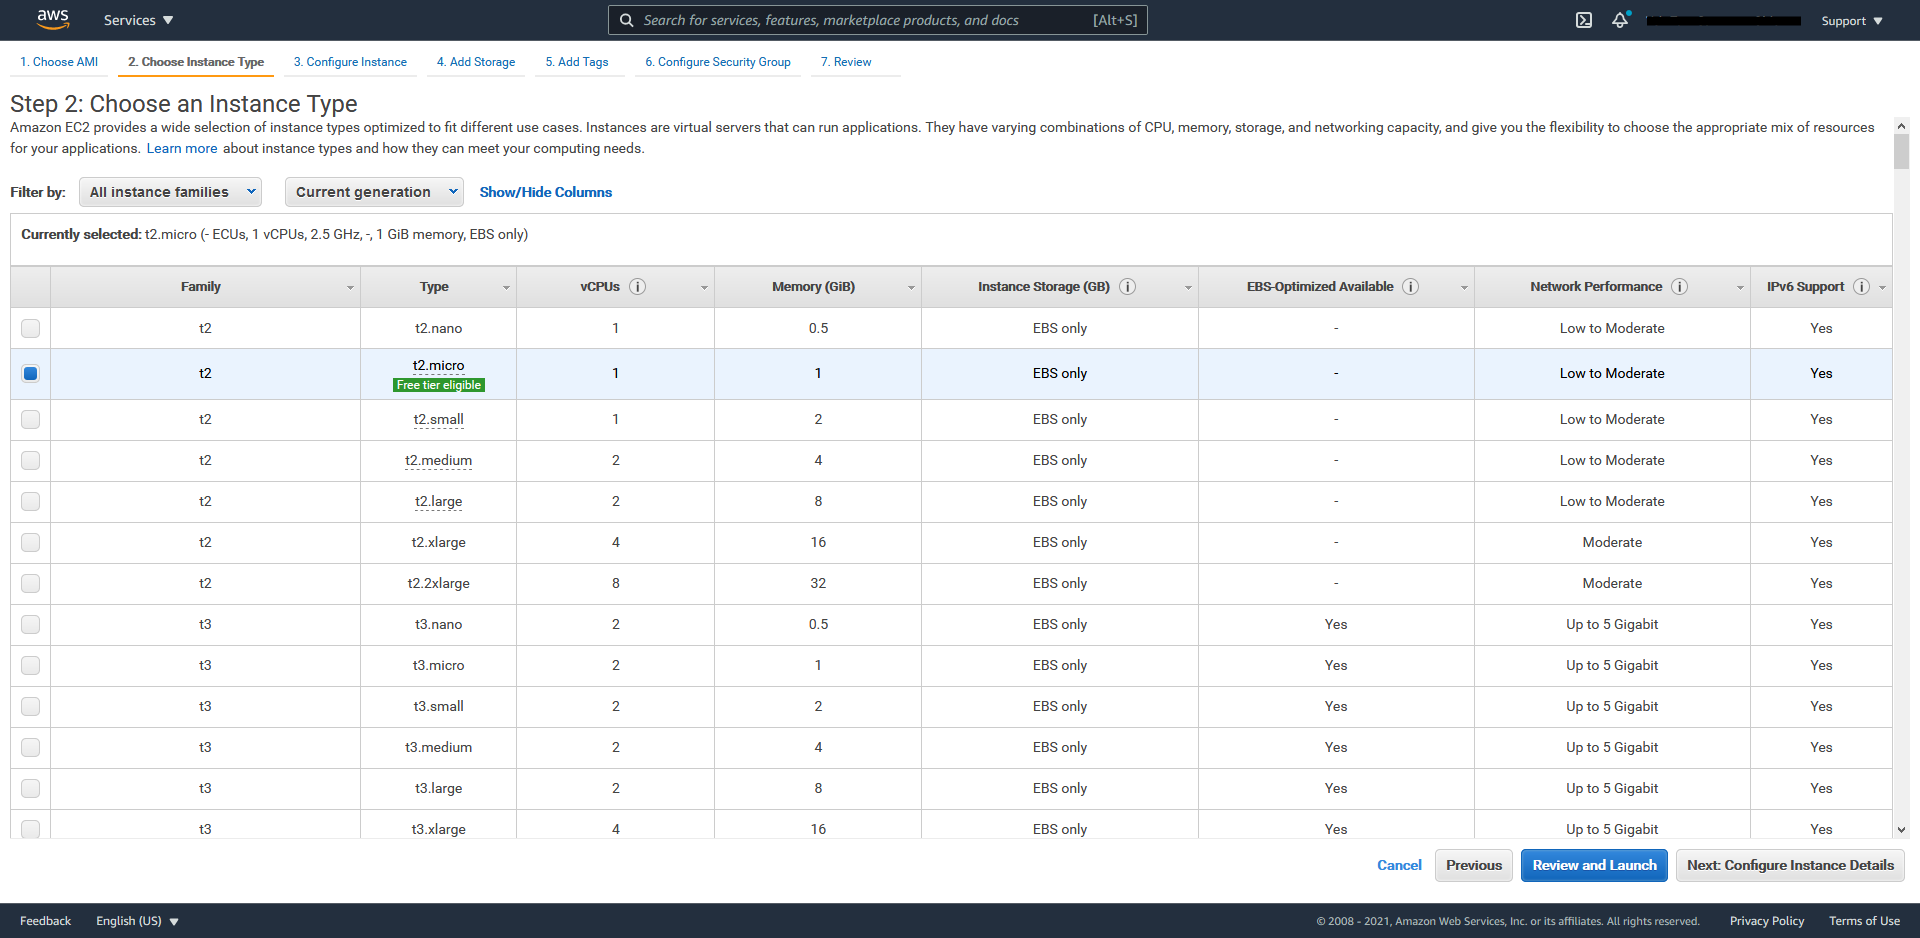 aws Services Search for services, features, marketplace products, and docs [Alt+S] Support
1. Choose AMI 2. Choose Instance Type 3. Configure Instance 4. Add Storage 5. Add Tags 6. Configure Security Group 7. Review
Step 2: Choose an Instance Type
Amazon EC2 provides a wide selection of instance types optimized to fit different use cases. Instances are virtual servers that can run applications. They have varying combinations of CPU, memory, storage, and networking capacity, and give you the flexibility to choose the appropriate mix of resources
for your applications. Learn more about instance types and how they can meet your computing needs.
Filter by: All instance families Current generation Show/Hide Columns
Currently selected: t2.micro (- ECUs, 1 vCPUs, 2.5 GHz, -, 1 GiB memory, EBS only)
Family Type vCPUs i Memory (GiB) Instance Storage (GB) i EBS-Optimized Available i Network Performance i IPv6 Support i
t2 t2.nano 1 0.5 EBS only - Low to Moderate Yes
t2 t2.micro 1 1 EBS only - Low to Moderate Yes
Free tier eligible
t2 t2.small 1 2 EBS only - Low to Moderate Yes
t2 t2.medium 2 4 EBS only - Low to Moderate Yes
t2 t2.large 2 8 EBS only - Low to Moderate Yes
t2 t2.xlarge 4 16 EBS only - Moderate Yes
t2 t2.2xlarge 8 32 EBS only - Moderate Yes
t3 t3.nano 2 0.5 EBS only Yes Up to 5 Gigabit Yes
t3 t3.micro 2 1 EBS only Yes Up to 5 Gigabit Yes
t3 t3.small 2 2 EBS only Yes Up to 5 Gigabit Yes
t3 t3.medium 2 4 EBS only Yes Up to 5 Gigabit Yes
t3 t3.large 2 8 EBS only Yes Up to 5 Gigabit Yes
t3 t3.xlarge 4 16 EBS only Yes Up to 5 Gigabit Yes
Cancel Previous Review and Launch Next: Configure Instance Details
Feedback English (US) © 2008 - 2021, Amazon Web Services, Inc. or its affiliates. All rights reserved. Privacy Policy Terms of Use